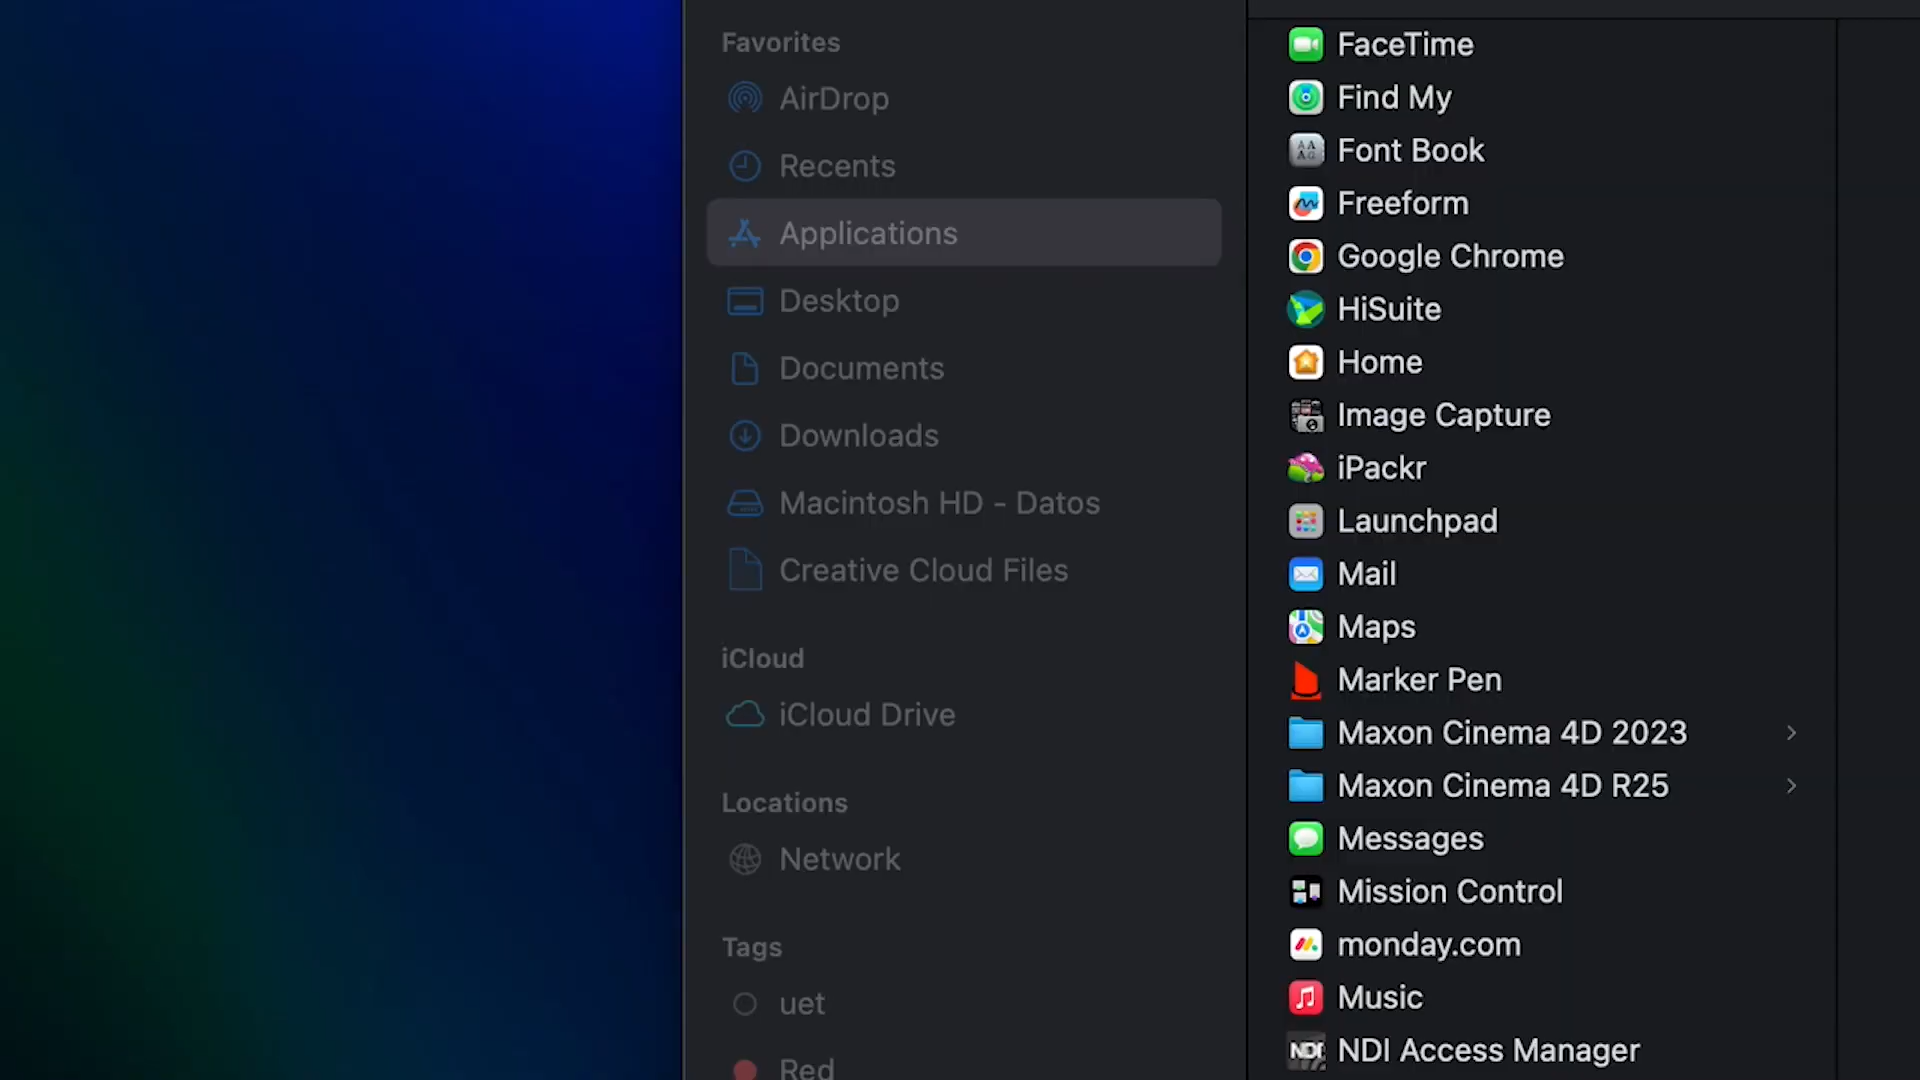 Favorites
AirDrop
Recents
Applications
Desktop
Documents
Downloads
Macintosh HD - Datos
Creative Cloud Files
iCloud
iCloud Drive
Locations
Network
Tags
uet
Red
FaceTime
Find My
Font Book
Freeform
Google Chrome
HiSuite
Home
Image Capture
iPackr
Launchpad
Mail
Maps
Marker Pen
Maxon Cinema 4D 2023
Maxon Cinema 4D R25
Messages
Mission Control
monday.com
Music
NDI Access Manager